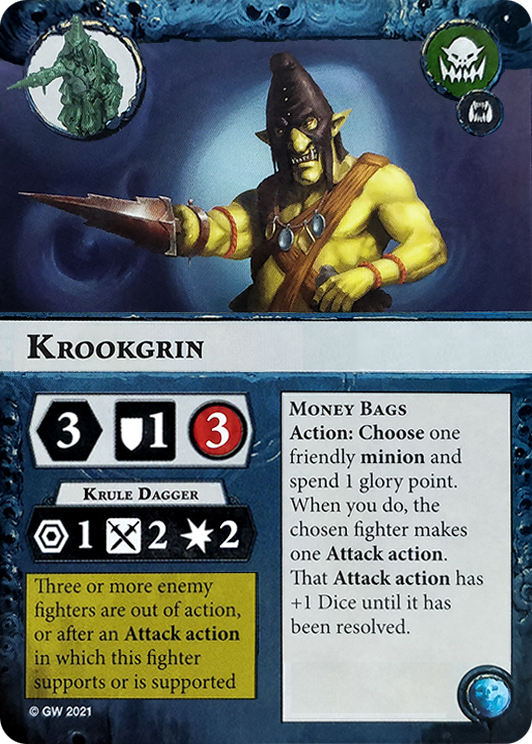 Krookgrin
3 1 3
Krule Dagger
1 2 2
Three or more enemy
fighters are out of action,
or after an Attack action
in which this fighter
supports or is supported
© GW 2021
Money Bags
Action: Choose one
friendly minion and
spend 1 glory point.
When you do, the
chosen fighter makes
one Attack action.
That Attack action has
+1 Dice until it has
been resolved.